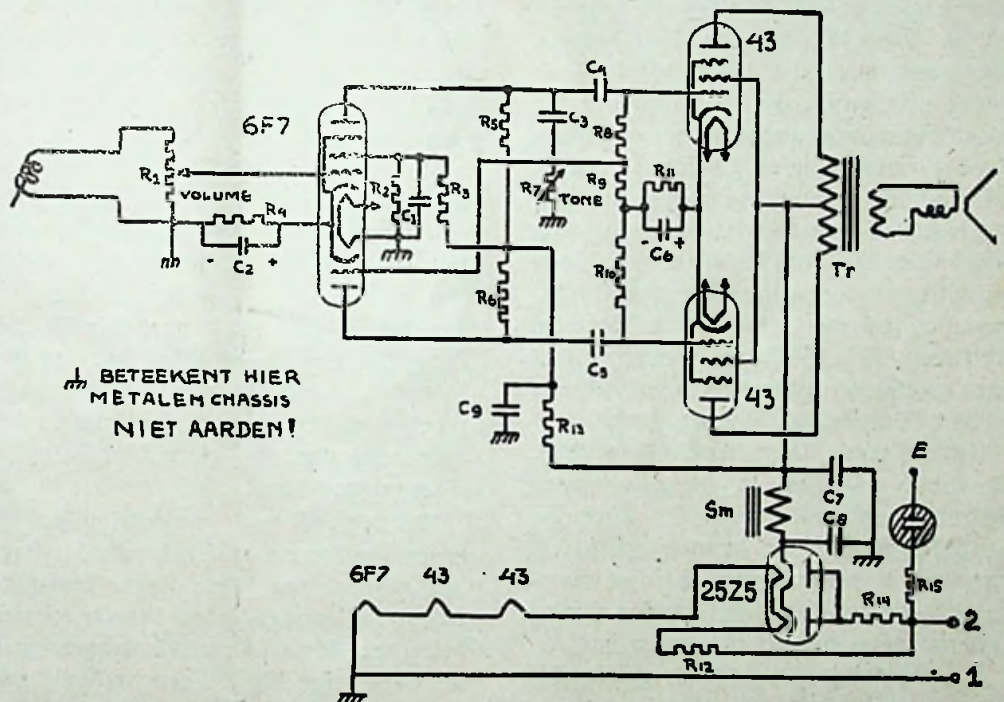 43
6F7
C4
R5
C3
R8
R1
VOLUME
R2
C1
R3
R7
TONE
R9
R11
- C6 +
R4
- C2 +
R6
R10
Tr
C5
43
BETEEKENT HIER
METALEN CHASSIS
NIET AARDEN!
C9
R13
E
C7
Sm
C8
6F7 43 43
25Z5
R14
R15
2
R12
1